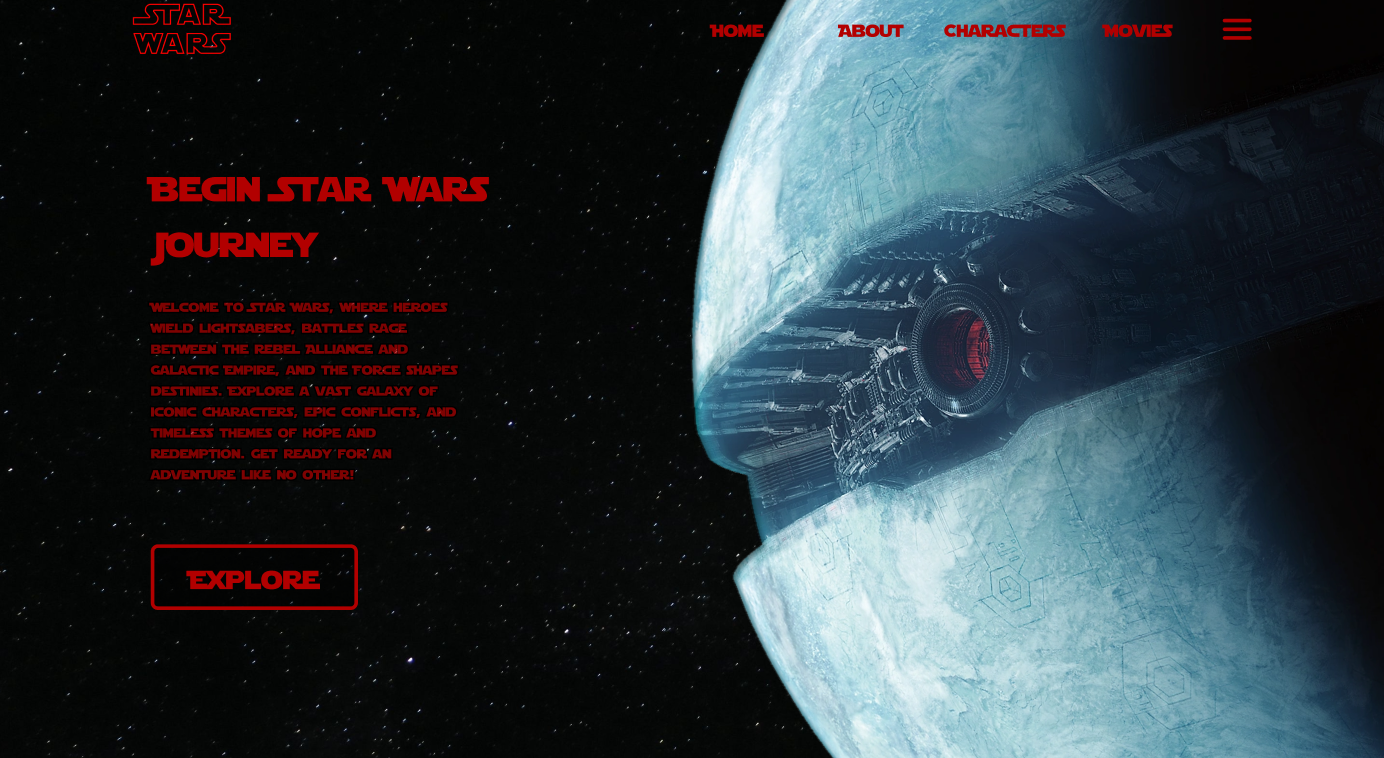 STAR
WARS
Home
About
Characters
Movies
Begin Star Wars
Journey
Welcome to Star Wars, where heroes
wield lightsabers, battles rage
between the Rebel Alliance and
Galactic Empire, and the Force shapes
destinies. Explore a vast galaxy of
iconic characters, epic conflicts, and
timeless themes of hope and
redemption. Get ready for an
adventure like no other!
Explore